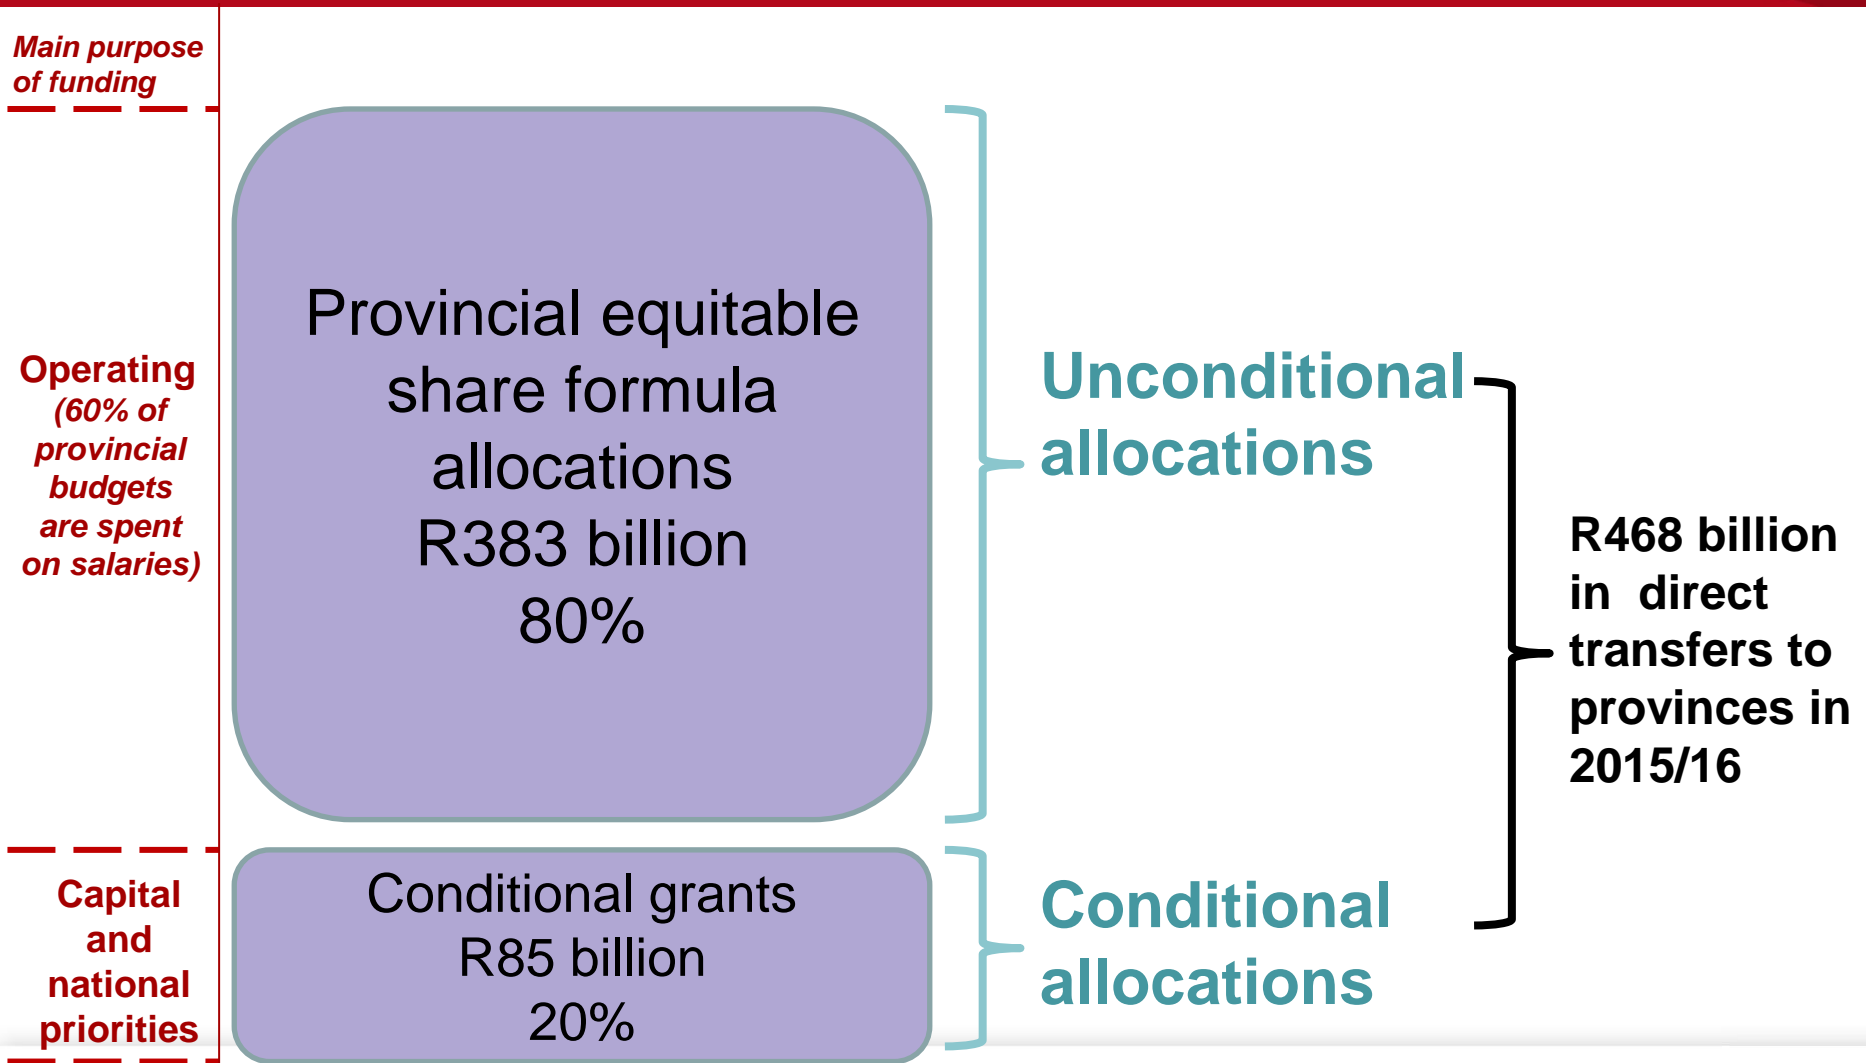 Main purpose
of funding
Provincial equitable
share formula
allocations
R383 billion
80%
Operating
(60% of
provincial
budgets
are spent
on salaries)
Unconditional
allocations
R468 billion
in  direct
transfers to
provinces in
2015/16
Capital
and
national
priorities
Conditional grants
R85 billion
20%
Conditional
allocations